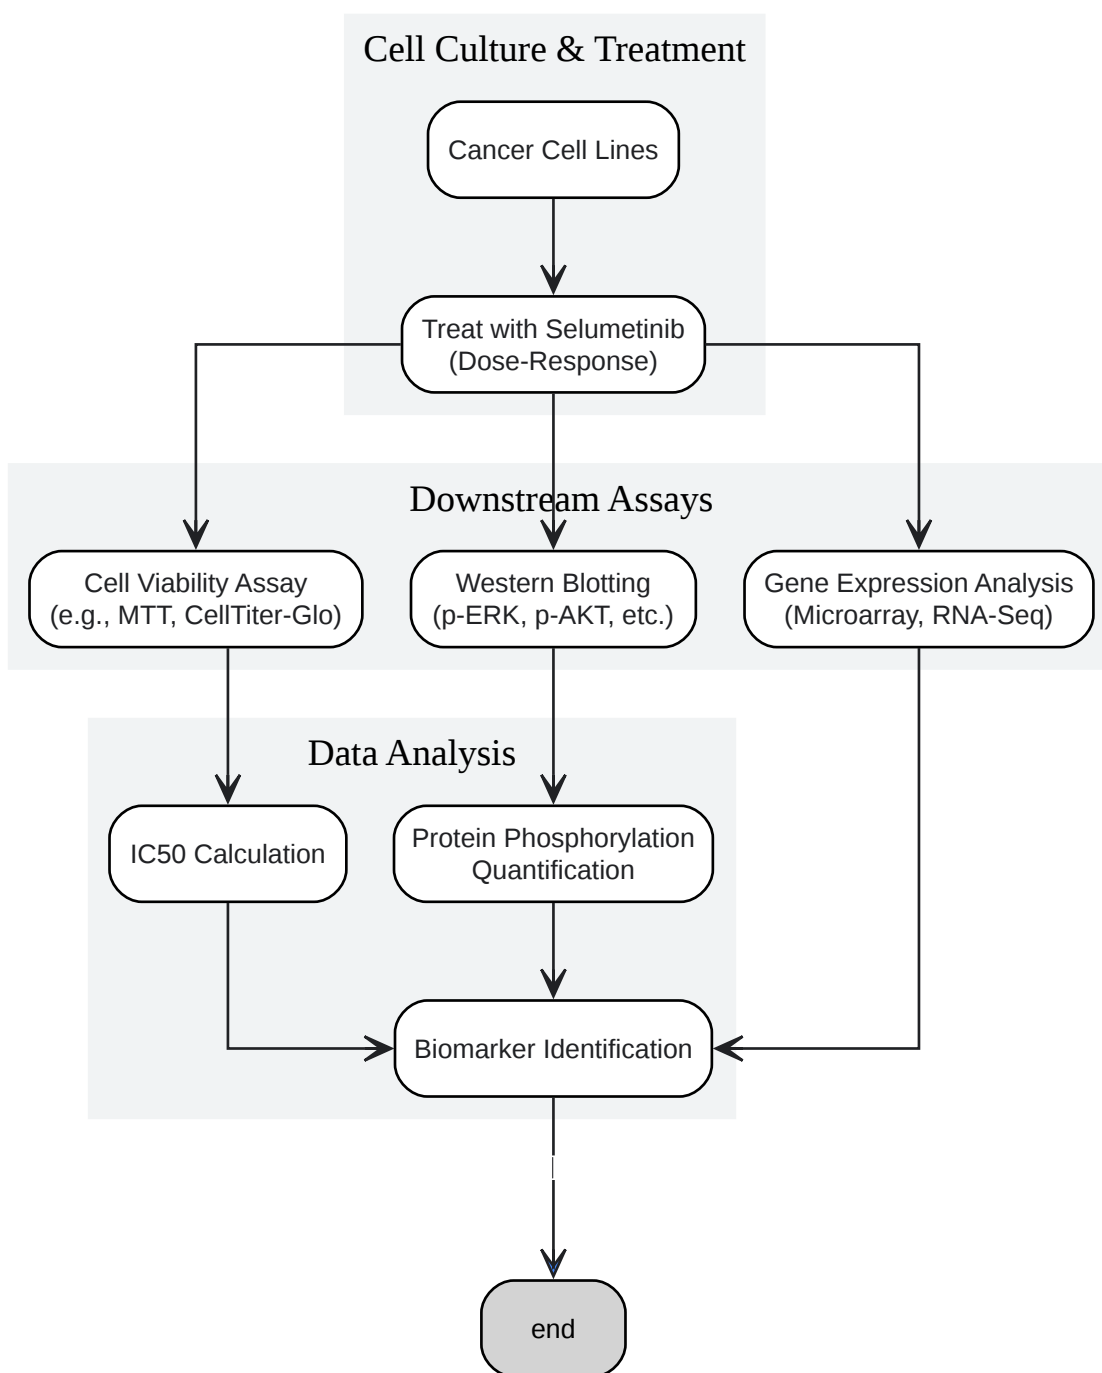 Cell Culture & Treatment
Cancer Cell Lines
Treat with Selumetinib
(Dose-Response)
Downstream Assays
Cell Viability Assay
(e.g., MTT, CellTiter-Glo)
Western Blotting
(p-ERK, p-AKT, etc.)
Gene Expression Analysis
(Microarray, RNA-Seq)
Data Analysis
IC50 Calculation
Protein Phosphorylation
Quantification
Biomarker Identification
end